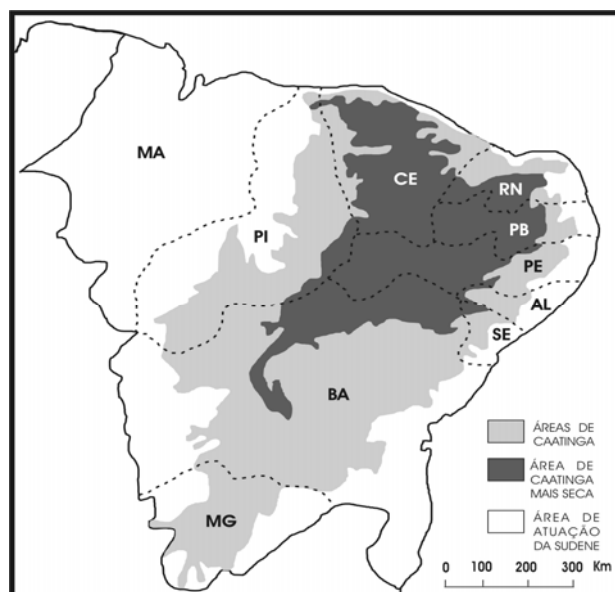 MA
CE
RN
PI
PB
PE
AL
SE
BA
MG
ÁREAS DE
CAATINGA
ÁREA DE
CAATINGA
MAIS SECA
ÁREA DE
ATUAÇÃO
DA SUDENE
0 100 200 300 Km